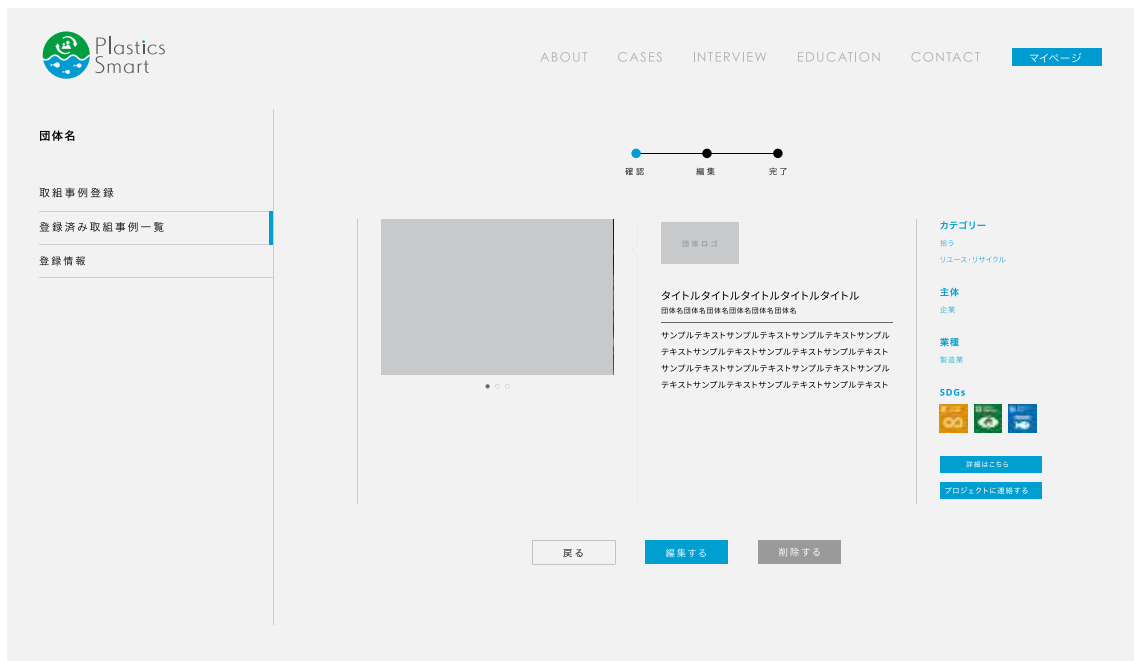 Plastics
Smart
ABOUT CASES INTERVIEW EDUCATION CONTACT マイページ
団体名
取組事例登録
登録済み取組事例一覧
登録情報
確認 編集 完了
団体ロゴ
タイトルタイトルタイトルタイトルタイトル
団体名団体名団体名団体名団体名団体名
サンプルテキストサンプルテキストサンプルテキストサンプル
テキストサンプルテキストサンプルテキストサンプルテキスト
サンプルテキストサンプルテキストサンプルテキストサンプル
テキストサンプルテキストサンプルテキストサンプルテキスト
カテゴリー
拾う
リユース・リサイクル
主体
企業
業種
製造業
SDGs
詳細はこちら
プロジェクトに連絡する
戻る 編集する 削除する